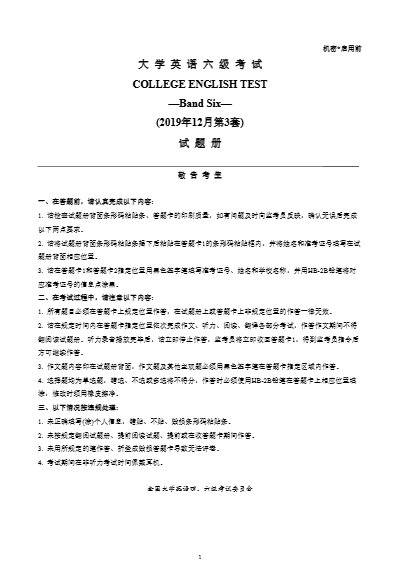 机密*启用前
大 学 英 语 六 级 考 试
COLLEGE ENGLISH TEST
—Band Six—
(2019年12月第3套)
试 题 册
敬 告 考 生
一、在答题前，请认真完成以下内容：
1. 请检查试题册背面条形码粘贴条、答题卡的印刷质量，如有问题及时向监考员反映，确认无误后完成
以下两点要求。
2. 请将试题册背面条形码粘贴条揭下后粘贴在答题卡1的条形码粘贴框内，并将姓名和准考证号填写在试
题册背面相应位置。
3. 请在答题卡1和答题卡2指定位置用黑色签字笔填写准考证号、姓名和学校名称，并用HB-2B铅笔将对
应准考证号的信息点涂黑。
二、在考试过程中，请注意以下内容：
1. 所有题目必须在答题卡上规定位置作答，在试题册上或答题卡上非规定位置的作答一律无效。
2. 请在规定时间内在答题卡指定位置依次完成作文、听力、阅读、翻译各部分考试，作答作文期间不得
翻阅该试题册。听力录音播放完毕后，请立即停止作答，监考员将立即收回答题卡1，得到监考员指令后
方可继续作答。
3. 作文题内容印在试题册背面，作文题及其他主观题必须用黑色签字笔在答题卡指定区域内作答。
4. 选择题均为单选题，错选、不选或多选将不得分，作答时必须使用HB-2B铅笔在答题卡上相应位置填
涂，修改时须用橡皮擦净。
三、以下情况按违规处理：
1. 未正确填写(涂)个人信息，错贴、不贴、毁损条形码粘贴条。
2. 未按规定翻阅试题册、提前阅读试题、提前或在收答题卡期间作答。
3. 未用所规定的笔作答、折叠或毁损答题卡导致无法评卷。
4. 考试期间在非听力考试时间佩戴耳机。
全国大学英语四、六级考试委员会
1